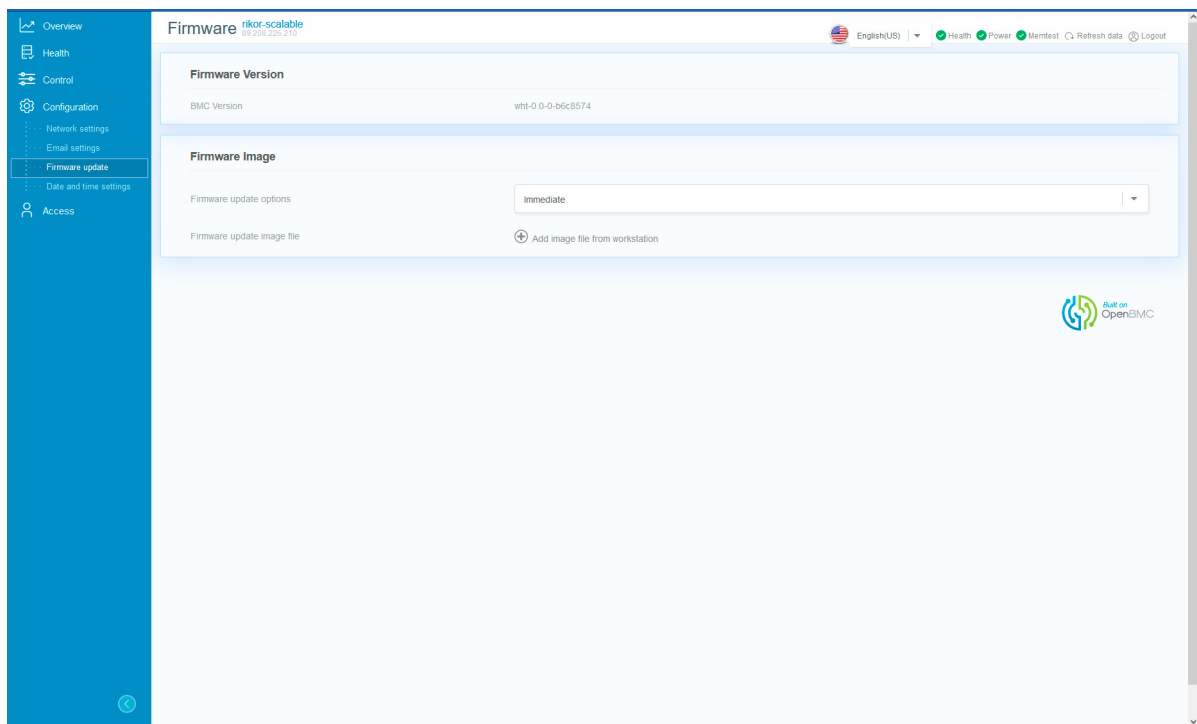 Overview
Health
Control
Configuration
Network settings
Email settings
Firmware update
Date and time settings
Access
Firmware rikor-scalable
89.208.226.210
English(US)
Health Power Memtest Refresh data Logout
Firmware Version
BMC Version wht-0.0-0-b6c8574
Firmware Image
Firmware update options Immediate
Firmware update image file Add image file from workstation
Built on
OpenBMC